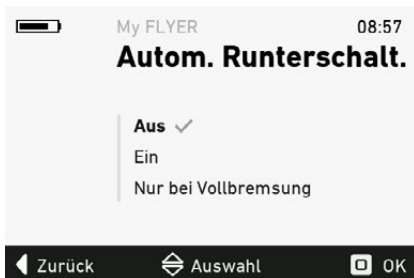 My FLYER 08:57
Autom. Runterschalt.
Aus
Ein
Nur bei Vollbremsung
Zurück Auswahl OK